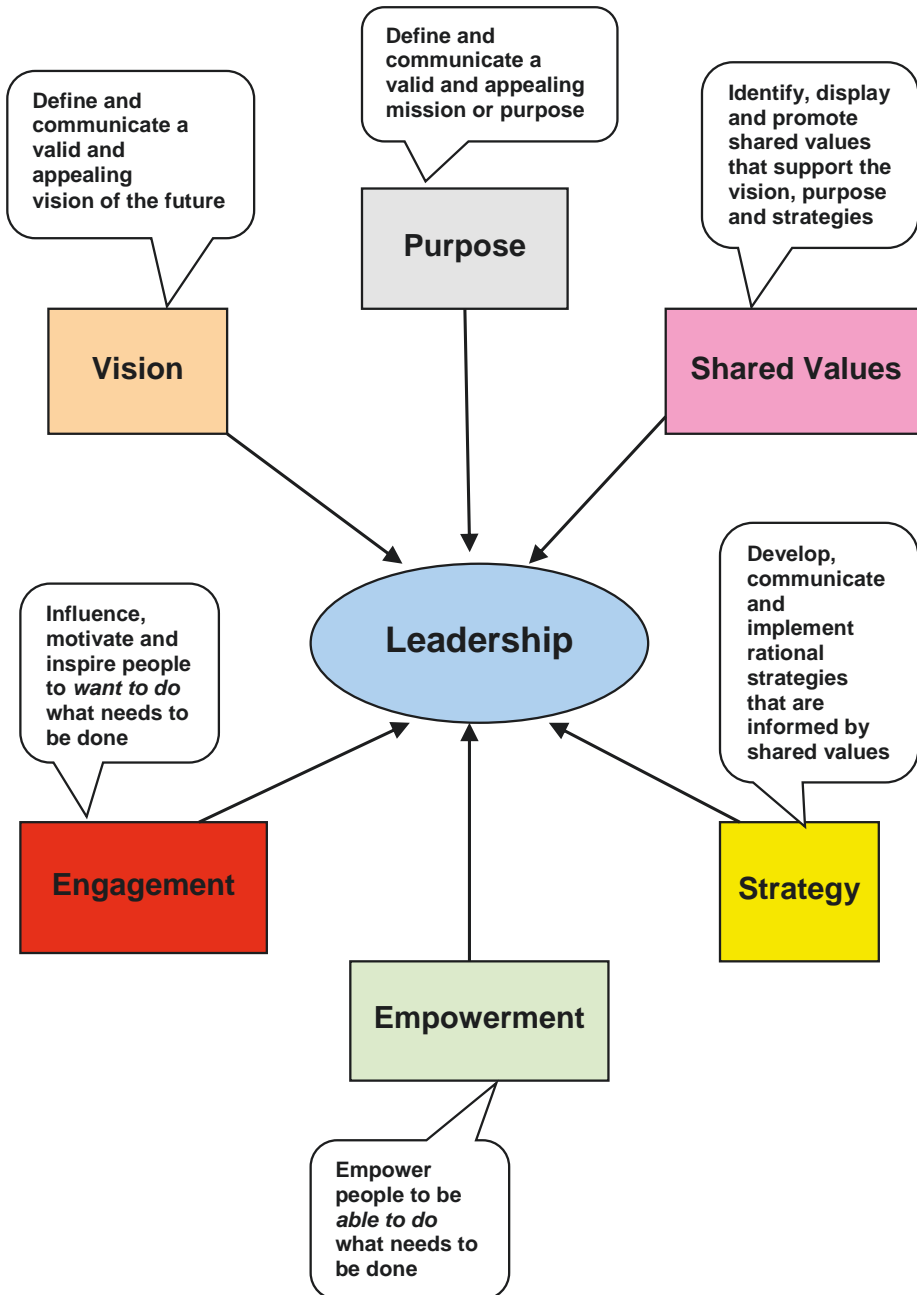 Define and
communicate a
valid and
appealing
mission or purpose
Define and
communicate a
valid and
appealing
vision of the future
Identify, display
and promote
shared values
that support the
vision, purpose
and strategies
Purpose
Vision
Shared Values
Leadership
Influence,
motivate and
inspire people
to want to do
what needs to
be done
Develop,
communicate
and
implement
rational
strategies
that are
informed by
shared values
Engagement
Strategy
Empowerment
Empower
people to be
able to do
what needs to
be done